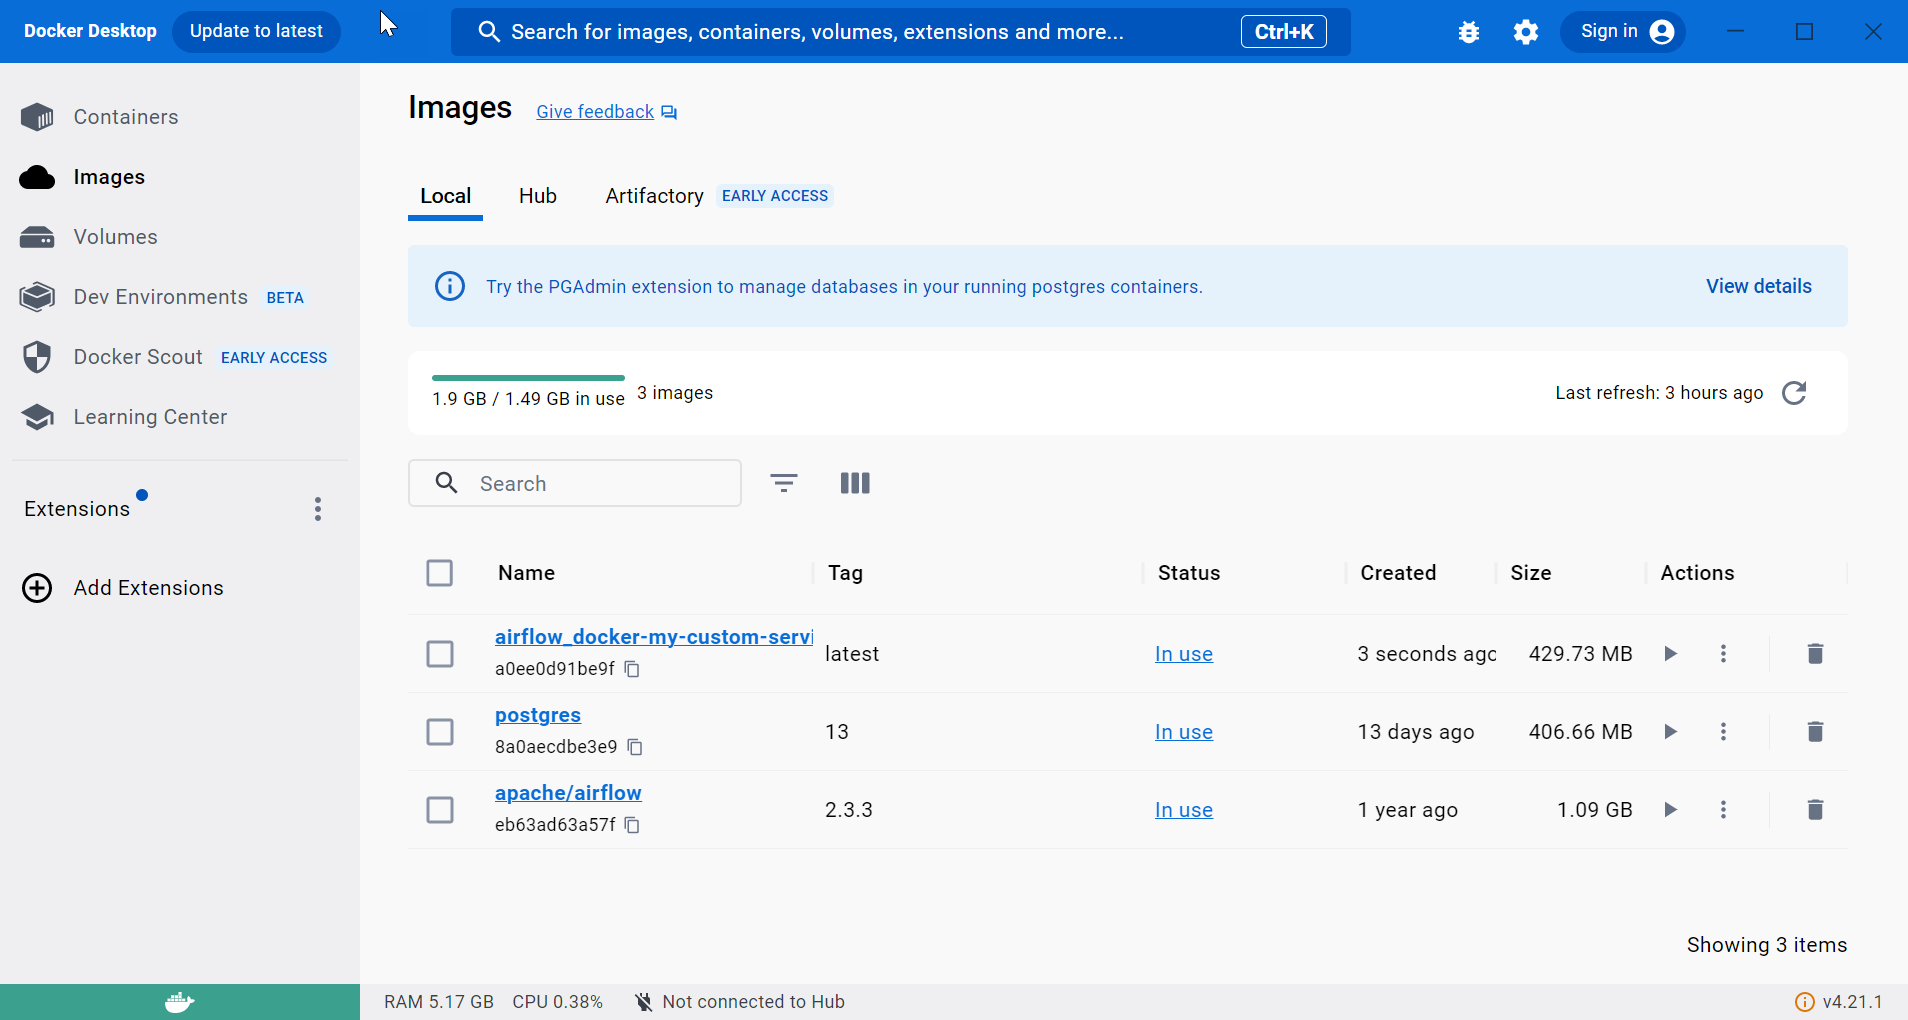 Docker Desktop Update to latest Search for images, containers, volumes, extensions and more... Ctrl+K Sign in
Containers
Images
Volumes
Dev Environments BETA
Docker Scout EARLY ACCESS
Learning Center
Extensions
Add Extensions
Images Give feedback
Local Hub Artifactory EARLY ACCESS
Try the PGAdmin extension to manage databases in your running postgres containers. View details
1.9 GB / 1.49 GB in use 3 images Last refresh: 3 hours ago
Search
Name Tag Status Created Size Actions
airflow_docker-my-custom-servi
a0ee0d91be9f
latest In use 3 seconds ago 429.73 MB
postgres
8a0aecdbe3e9
13 In use 13 days ago 406.66 MB
apache/airflow
eb63ad63a57f
2.3.3 In use 1 year ago 1.09 GB
Showing 3 items
RAM 5.17 GB CPU 0.38% Not connected to Hub v4.21.1